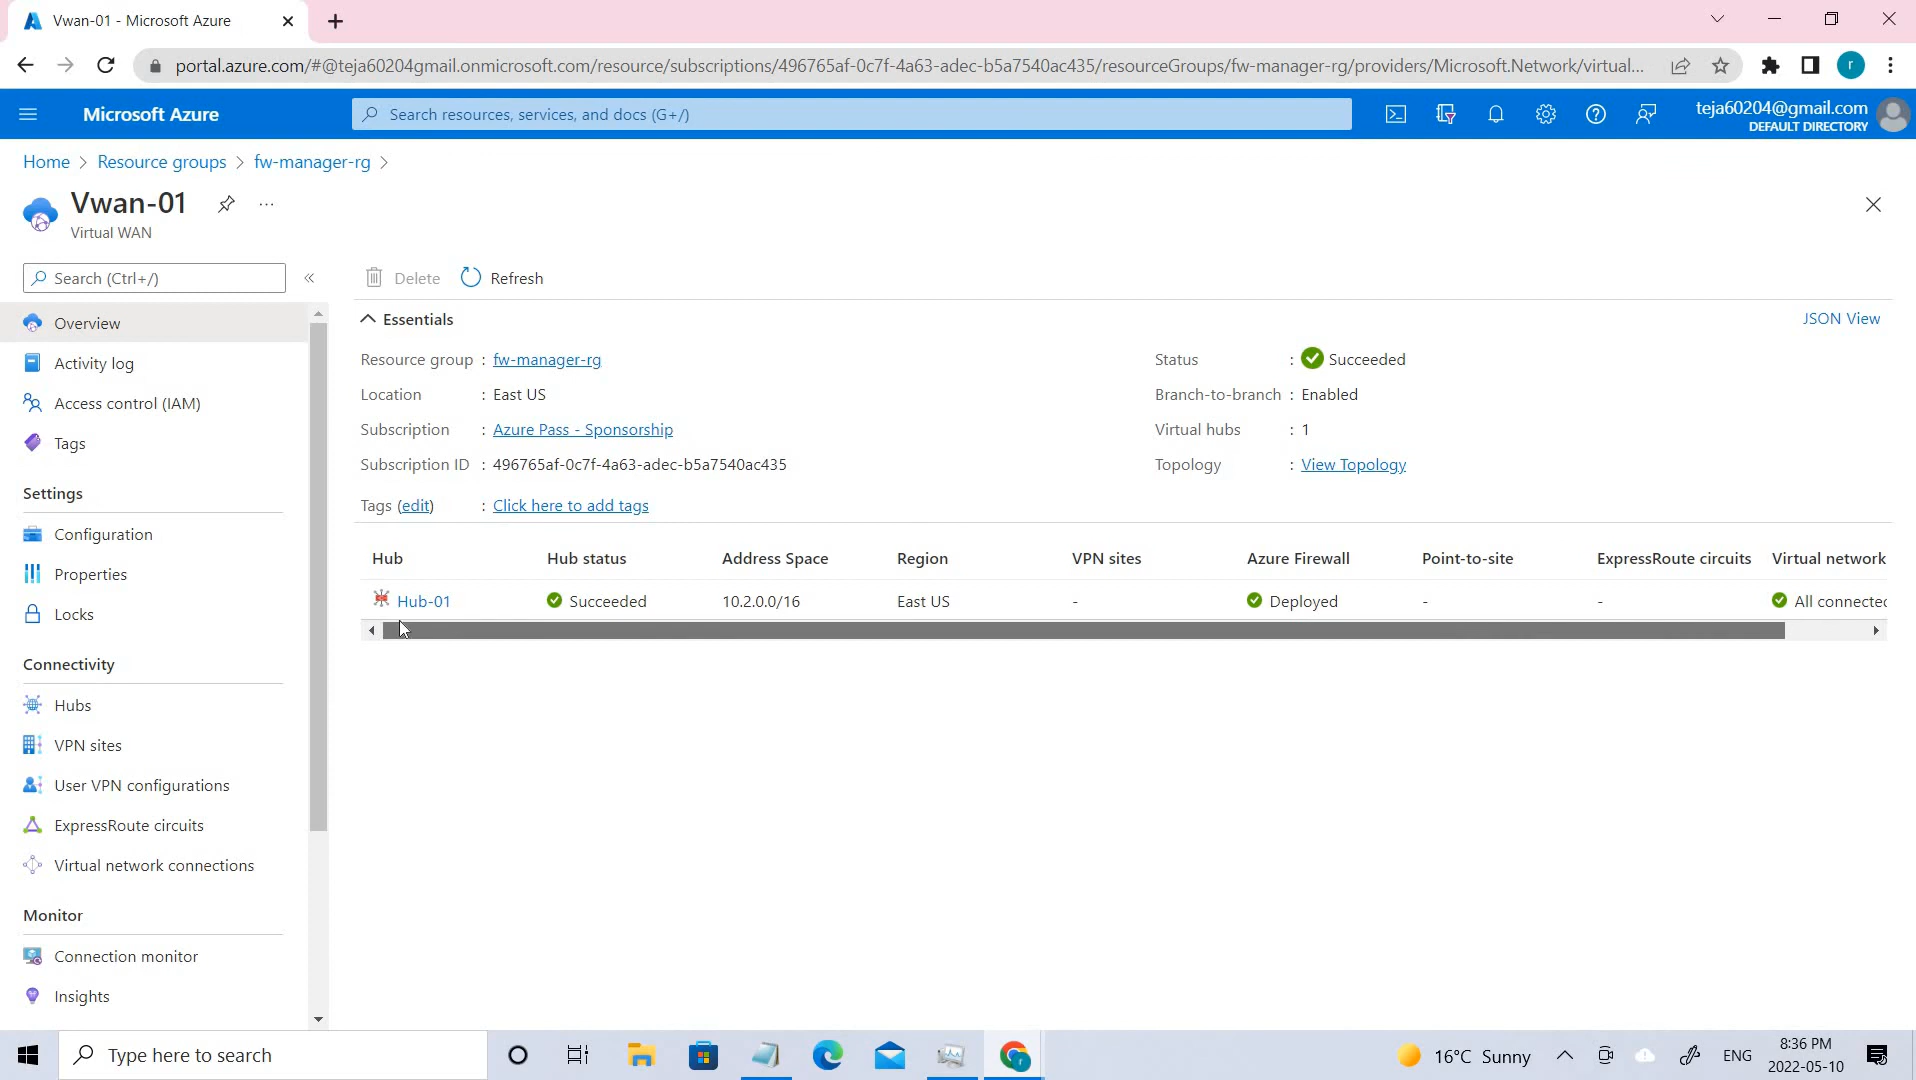 Vwan-01 - Microsoft Azure
portal.azure.com/#@teja60204gmail.onmicrosoft.com/resource/subscriptions/496765af-0c7f-4a63-adec-b5a7540ac435/resourceGroups/fw-manager-rg/providers/Microsoft.Network/virtual...
r
Microsoft Azure
Search resources, services, and docs (G+/)
teja60204@gmail.com
DEFAULT DIRECTORY
Home > Resource groups > fw-manager-rg >
Vwan-01
Virtual WAN
Search (Ctrl+/)
«
Delete
Refresh
Overview
Activity log
Access control (IAM)
Tags
Settings
Configuration
Properties
Locks
Connectivity
Hubs
VPN sites
User VPN configurations
ExpressRoute circuits
Virtual network connections
Monitor
Connection monitor
Insights
Essentials
JSON View
Resource group : fw-manager-rg
Location : East US
Subscription : Azure Pass - Sponsorship
Subscription ID : 496765af-0c7f-4a63-adec-b5a7540ac435
Tags (edit) : Click here to add tags
Status : Succeeded
Branch-to-branch : Enabled
Virtual hubs : 1
Topology : View Topology
Hub Hub status Address Space Region VPN sites Azure Firewall Point-to-site ExpressRoute circuits Virtual network
Hub-01 Succeeded 10.2.0.0/16 East US - Deployed - - All connected
Type here to search
16°C Sunny
ENG
8:36 PM
2022-05-10